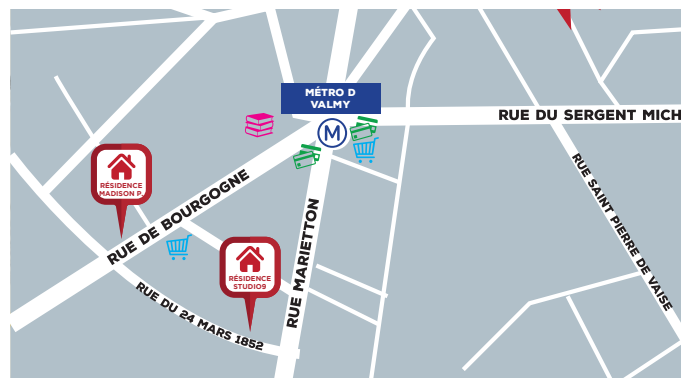 MÉTRO D
VALMY
M
RUE DU SERGENT MICH
RÉSIDENCE
MADISON P.
RUE DE BOURGOGNE
RUE SAINT PIERRE DE VAISE
RUE MARIETTON
RÉSIDENCE
STUDIO9
RUE DU 24 MARS 1852